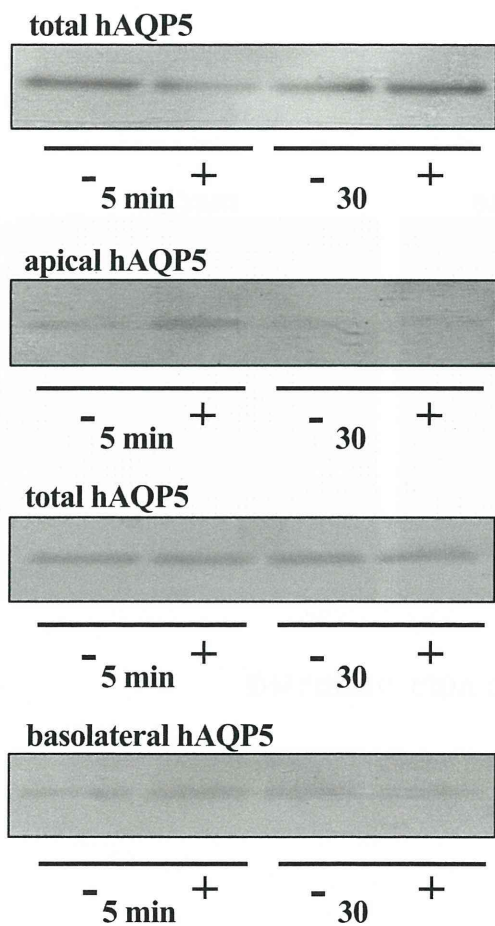 total hAQP5
- + - +
5 min 30
apical hAQP5
- + - +
5 min 30
total hAQP5
- + - +
5 min 30
basolateral hAQP5
- + - +
5 min 30